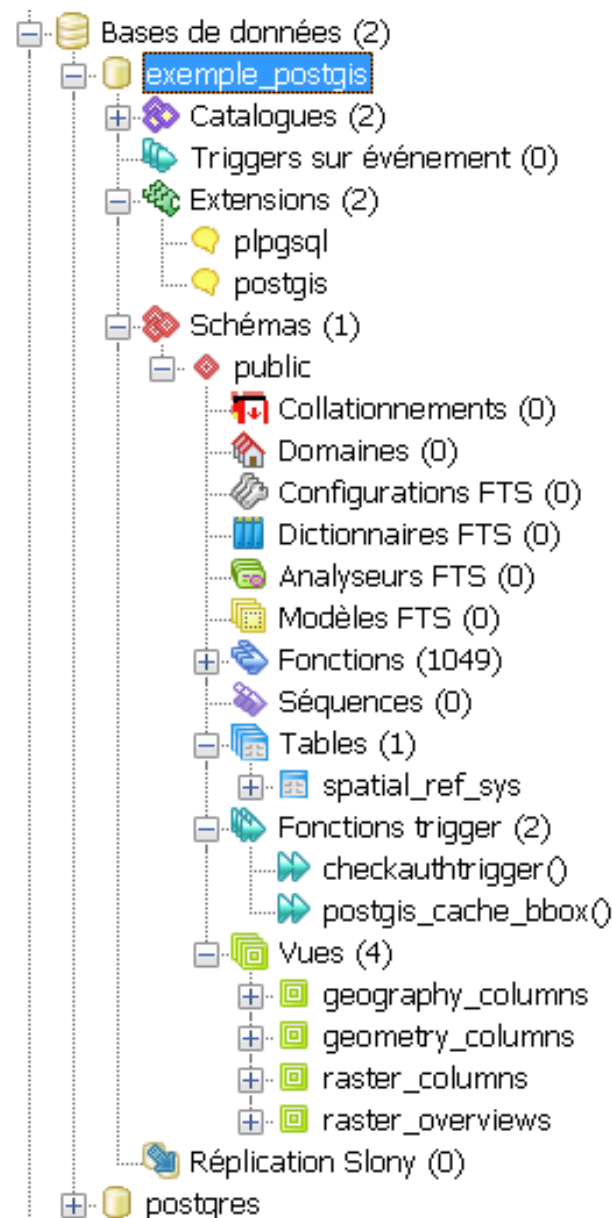 Bases de données (2)
exemple_postgis
Catalogues (2)
Triggers sur événement (0)
Extensions (2)
plpgsql
postgis
Schémas (1)
public
Collationnements (0)
Domaines (0)
Configurations FTS (0)
Dictionnaires FTS (0)
Analyseurs FTS (0)
Modèles FTS (0)
Fonctions (1049)
Séquences (0)
Tables (1)
spatial_ref_sys
Fonctions trigger (2)
checkauthtrigger()
postgis_cache_bbox()
Vues (4)
geography_columns
geometry_columns
raster_columns
raster_overviews
Réplication Slony (0)
postgres